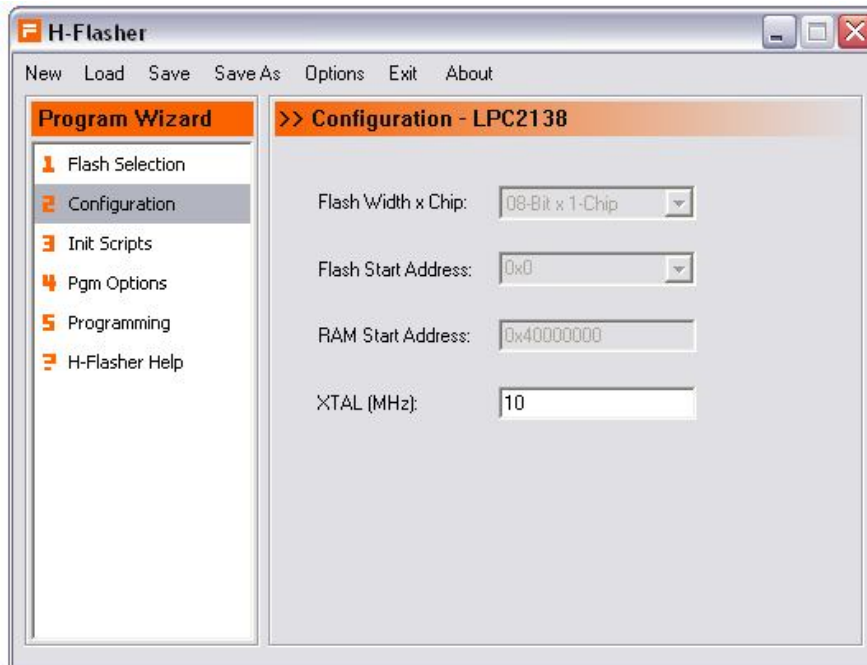 H-Flasher
New Load Save Save As Options Exit About
Program Wizard
1 Flash Selection
2 Configuration
3 Init Scripts
4 Pgm Options
5 Programming
? H-Flasher Help
>> Configuration - LPC2138
Flash Width x Chip: 08-Bit x 1-Chip
Flash Start Address: 0x0
RAM Start Address: 0x40000000
XTAL (MHz): 10